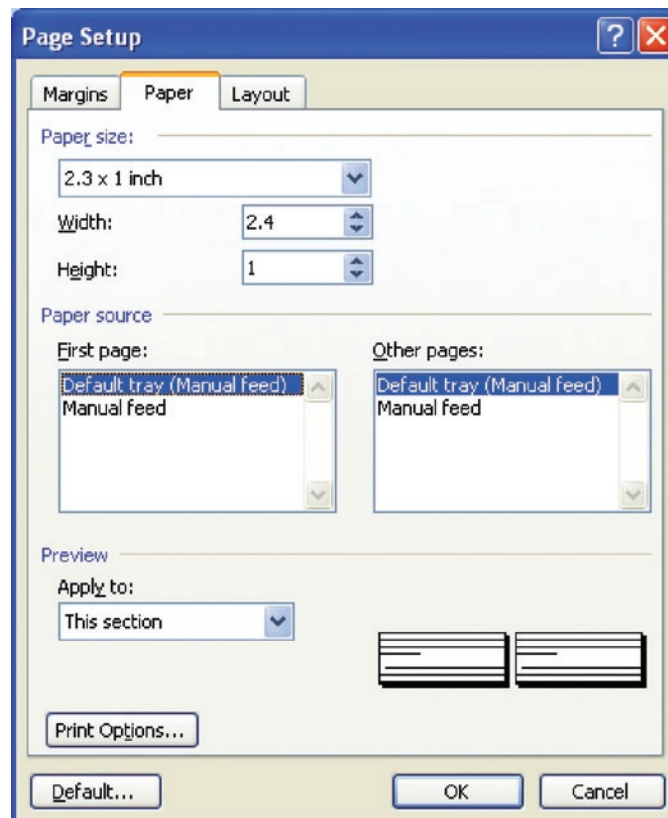 Page Setup
Margins Paper Layout
Paper size:
2.3 x 1 inch
Width: 2.4
Height: 1
Paper source
First page: Other pages:
Default tray (Manual feed) Default tray (Manual feed)
Manual feed Manual feed
Preview
Apply to:
This section
Print Options...
Default... OK Cancel